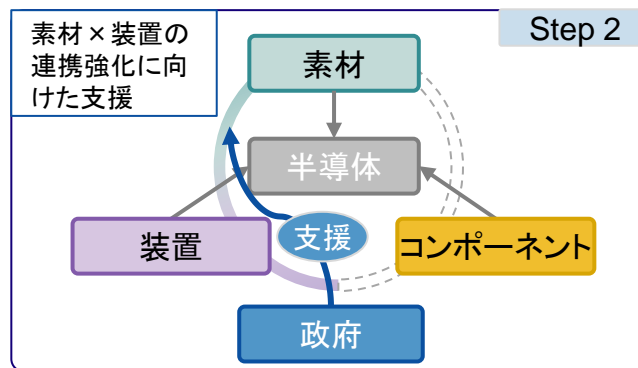 Step 2
素材×装置の
連携強化に向
けた支援
素材
半導体
装置
支援
コンポーネント
政府